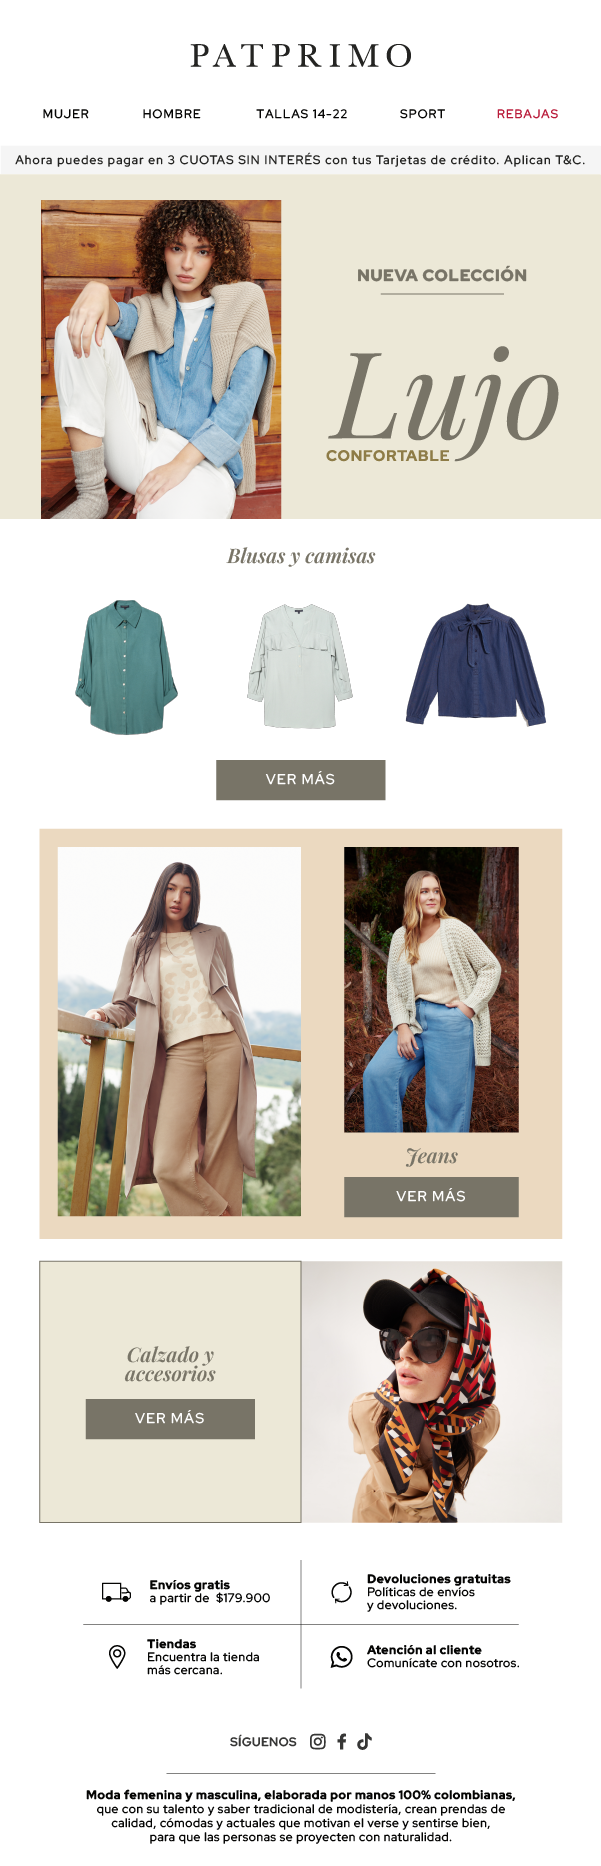 PATPRIMO
MUJER HOMBRE TALLAS 14-22 SPORT REBAJAS
Ahora puedes pagar en 3 CUOTAS SIN INTERÉS con tus Tarjetas de crédito. Aplican T&C.
NUEVA COLECCIÓN
Lujo
CONFORTABLE
Blusas y camisas
VER MÁS
Jeans
VER MÁS
Calzado y
accesorios
VER MÁS
Envíos gratis
a partir de $179.900
Devoluciones gratuitas
Políticas de envíos
y devoluciones.
Tiendas
Encuentra la tienda
más cercana.
Atención al cliente
Comunícate con nosotros.
SÍGUENOS
Moda femenina y masculina, elaborada por manos 100% colombianas,
que con su talento y saber tradicional de modistería, crean prendas de
calidad, cómodas y actuales que motivan el verse y sentirse bien,
para que las personas se proyecten con naturalidad.